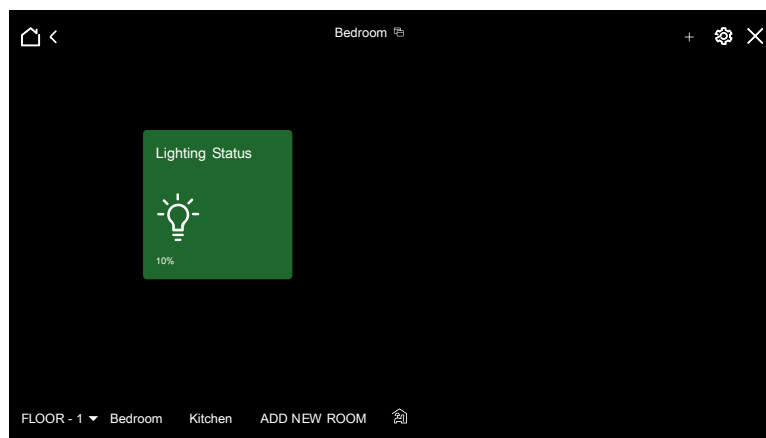 Bedroom
Lighting Status
10%
FLOOR - 1 Bedroom Kitchen ADD NEW ROOM